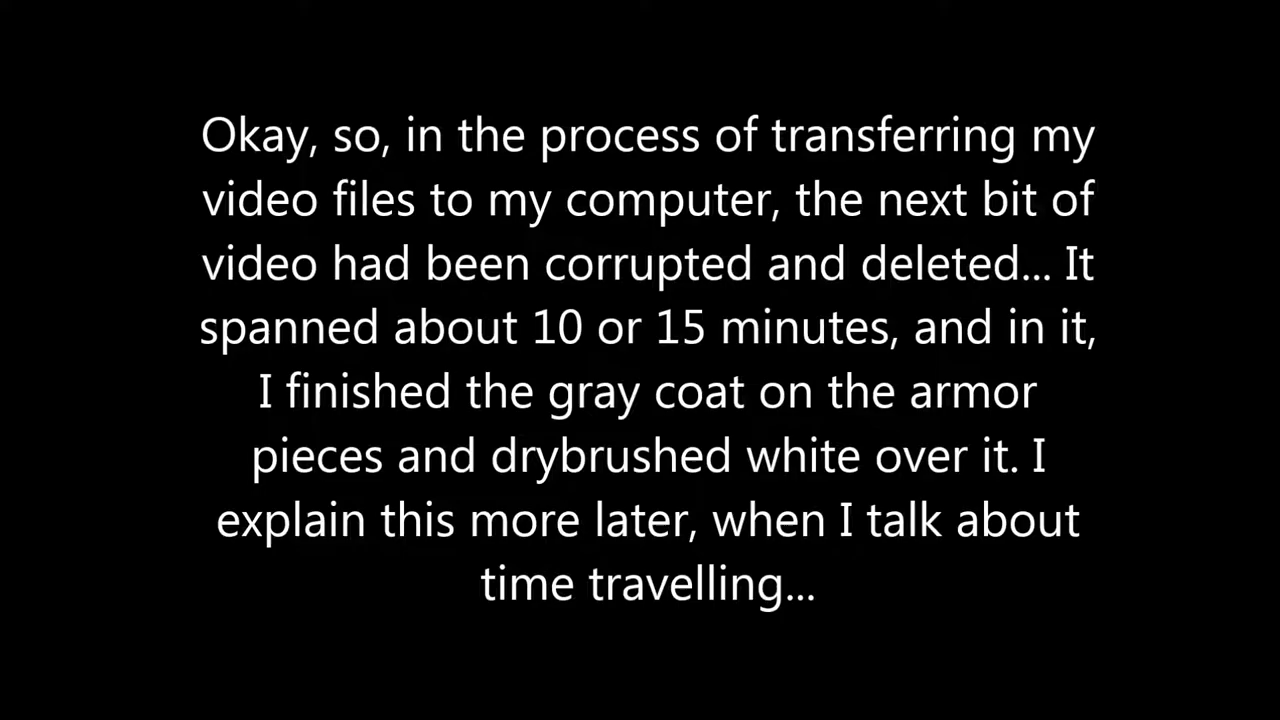 Okay, so, in the process of transferring my
video files to my computer, the next bit of
video had been corrupted and deleted... It
spanned about 10 or 15 minutes, and in it,
I finished the gray coat on the armor
pieces and drybrushed white over it. I
explain this more later, when I talk about
time travelling...